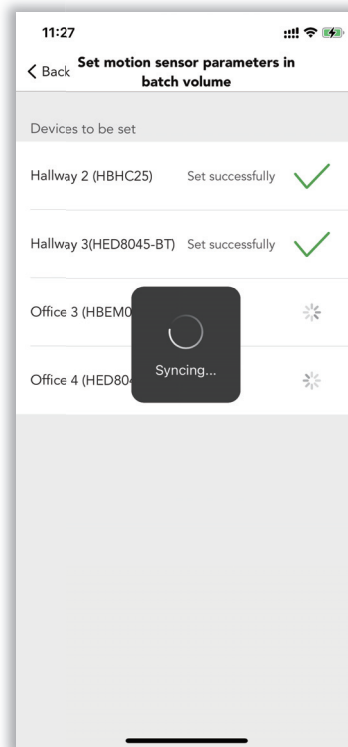 11:27
Back
Set motion sensor parameters in
batch volume
Devices to be set
Hallway 2 (HBHC25) Set successfully
Hallway 3(HED8045-BT) Set successfully
Office 3 (HBEM0
Syncing...
Office 4 (HED80